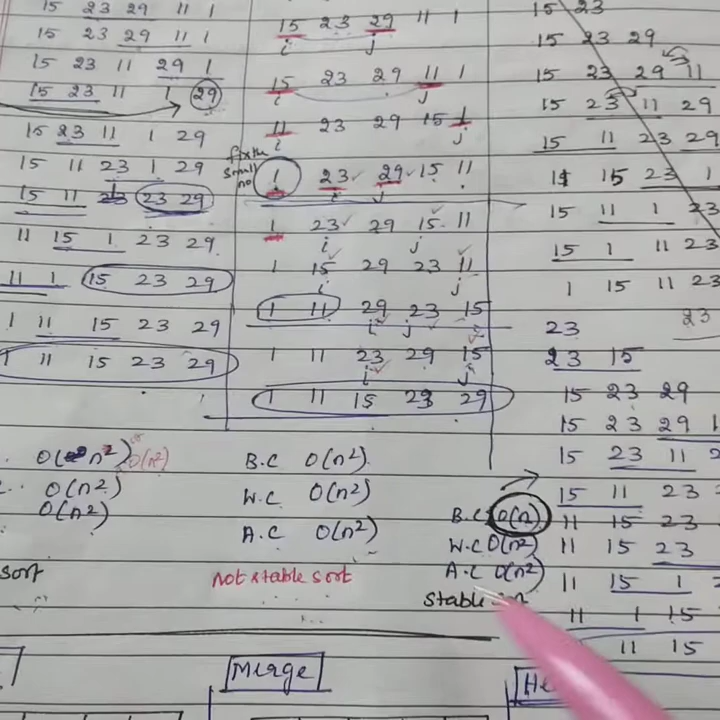 15 23 29 11 1
15 23 29 11 1
15 23 11 29 1
15 23 11 1 29
15 23 11 1 29
15 11 23 1 29
15 11 23 29
11 15 1 23 29
11 1 15 23 29
1 11 15 23 29
1 11 15 23 29
O(n²) O(n²)
O(n²)
O(n²)
sort
15 23 29 11 1
i j
15 23 29 11 1
i j
11 23 29 15 1
i j
fix the small no
1 23 29 15 11
i j
1 23 29 15 11
i j
1 15 29 23 11
i j
1 11 29 23 15
i j
1 11 23 29 15
i j
1 11 15 23 29
B.C O(n²)
W.C O(n²)
A.C O(n²)
Not stable sort
Merge
15 23
15 23 29
15 23 29 11
15 23 11 29
15 11 23 29
11 15 23 1
15 11 1 23
15 1 11 23
1 15 11 23
23
23
23 15
15 23 29
15 23 29 1
15 23 11 2
15 11 23
11 15 23
11 15 23
11 15 1
11 1 15
11 15
B.C O(n)
W.C O(n²)
A.C O(n²)
Stable
He